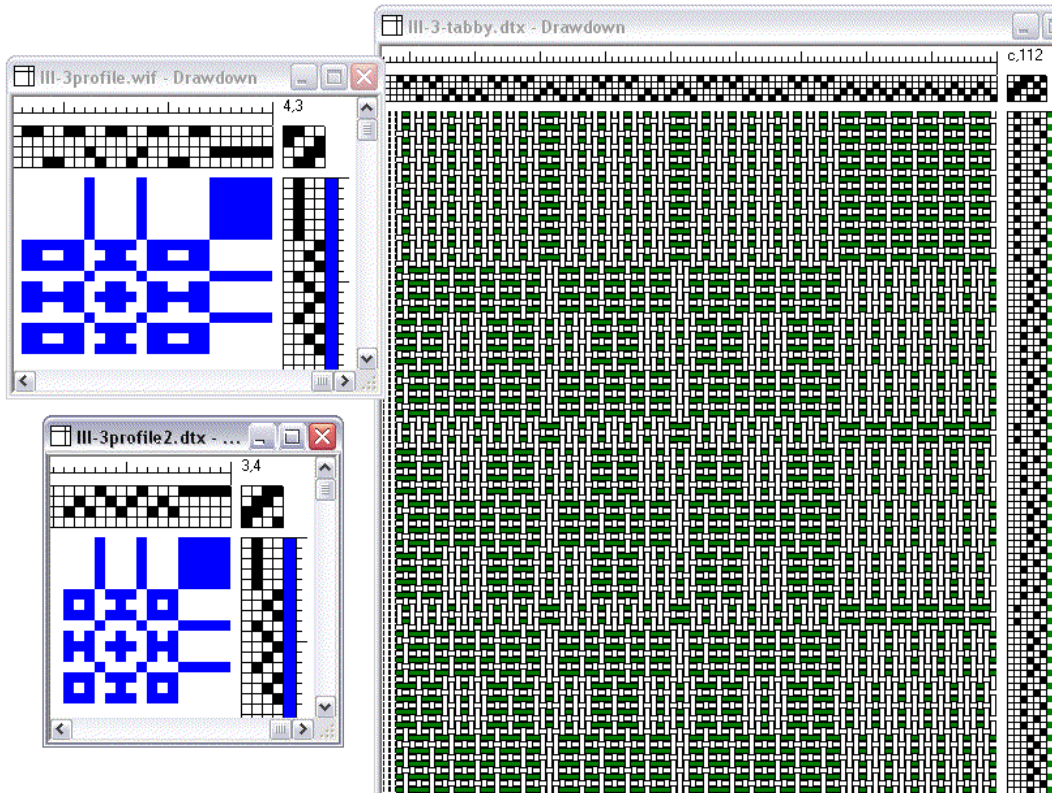 III-3-tabby.dtx - Drawdown
c,112
III-3profile.wif - Drawdown
4,3
III-3profile2.dtx - ...
3,4